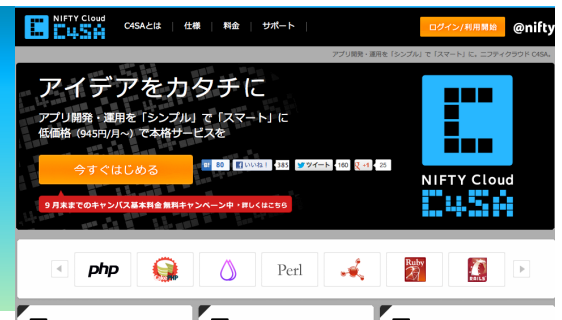 NIFTY Cloud
C4SA
C4SAとは
仕様
料金
サポート
ログイン/利用開始
@nifty
アプリ開発・運用を「シンプル」で「スマート」に。ニフティクラウド C4SA。
アイデアをカタチに
アプリ開発・運用を「シンプル」で「スマート」に
低価格（945円/月～）で本格サービスを
今すぐはじめる
B! 80
いいね！ 385
ツイート 160
+1 25
9月末までのキャンパス基本料金無料キャンペーン中・詳しくはこちら
C
NIFTY Cloud
C4SA
php
PHP
Perl
Ruby
RAILS